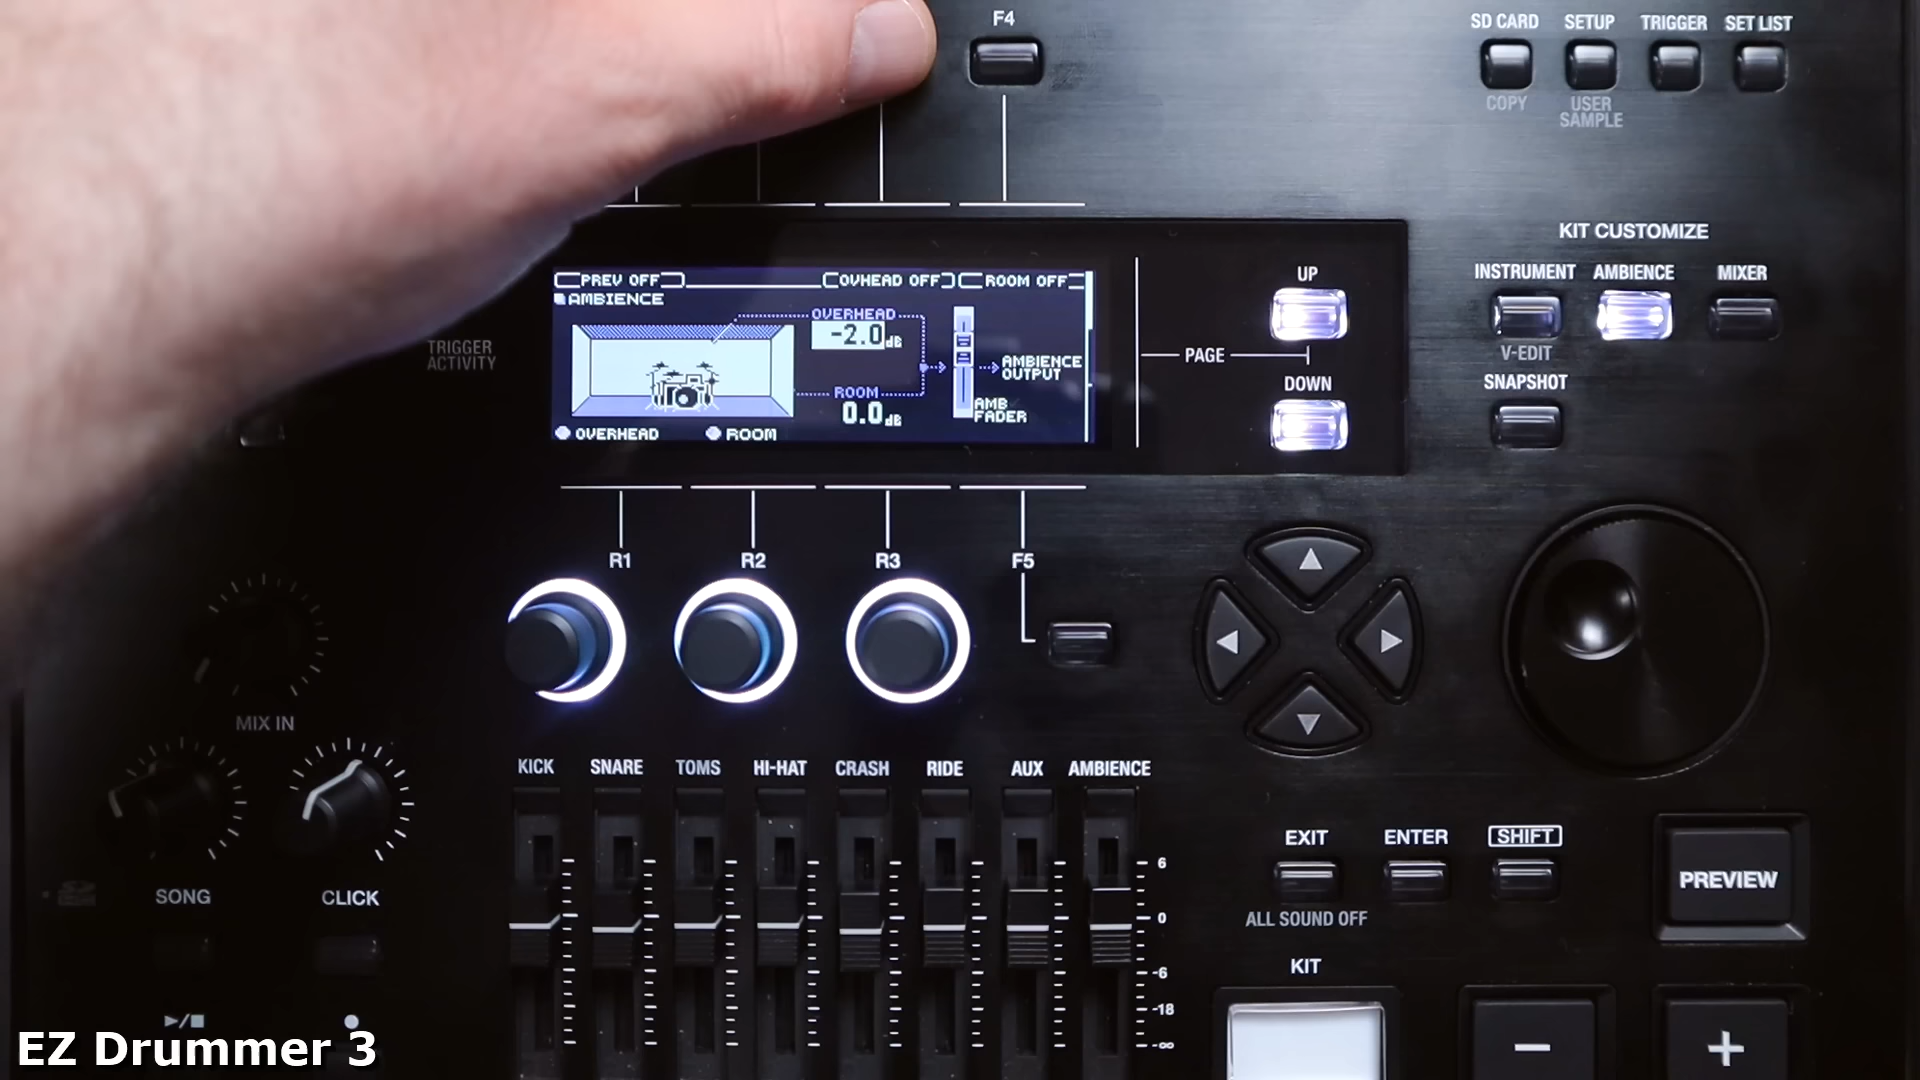 F4
SD CARD
SETUP
TRIGGER
SET LIST
COPY
USER
SAMPLE
KIT CUSTOMIZE
INSTRUMENT
AMBIENCE
MIXER
V-EDIT
SNAPSHOT
UP
PAGE
DOWN
TRIGGER
ACTIVITY
PREV OFF
OVHEAD OFF
ROOM OFF
AMBIENCE
OVERHEAD
-2.0dB
AMBIENCE
OUTPUT
ROOM
0.0dB
AMB
FADER
OVERHEAD
ROOM
R1
R2
R3
F5
MIX IN
SONG
CLICK
KICK
SNARE
TOMS
HI-HAT
CRASH
RIDE
AUX
AMBIENCE
6
0
-6
-18
-∞
EXIT
ENTER
SHIFT
ALL SOUND OFF
PREVIEW
KIT
−
+
EZ Drummer 3